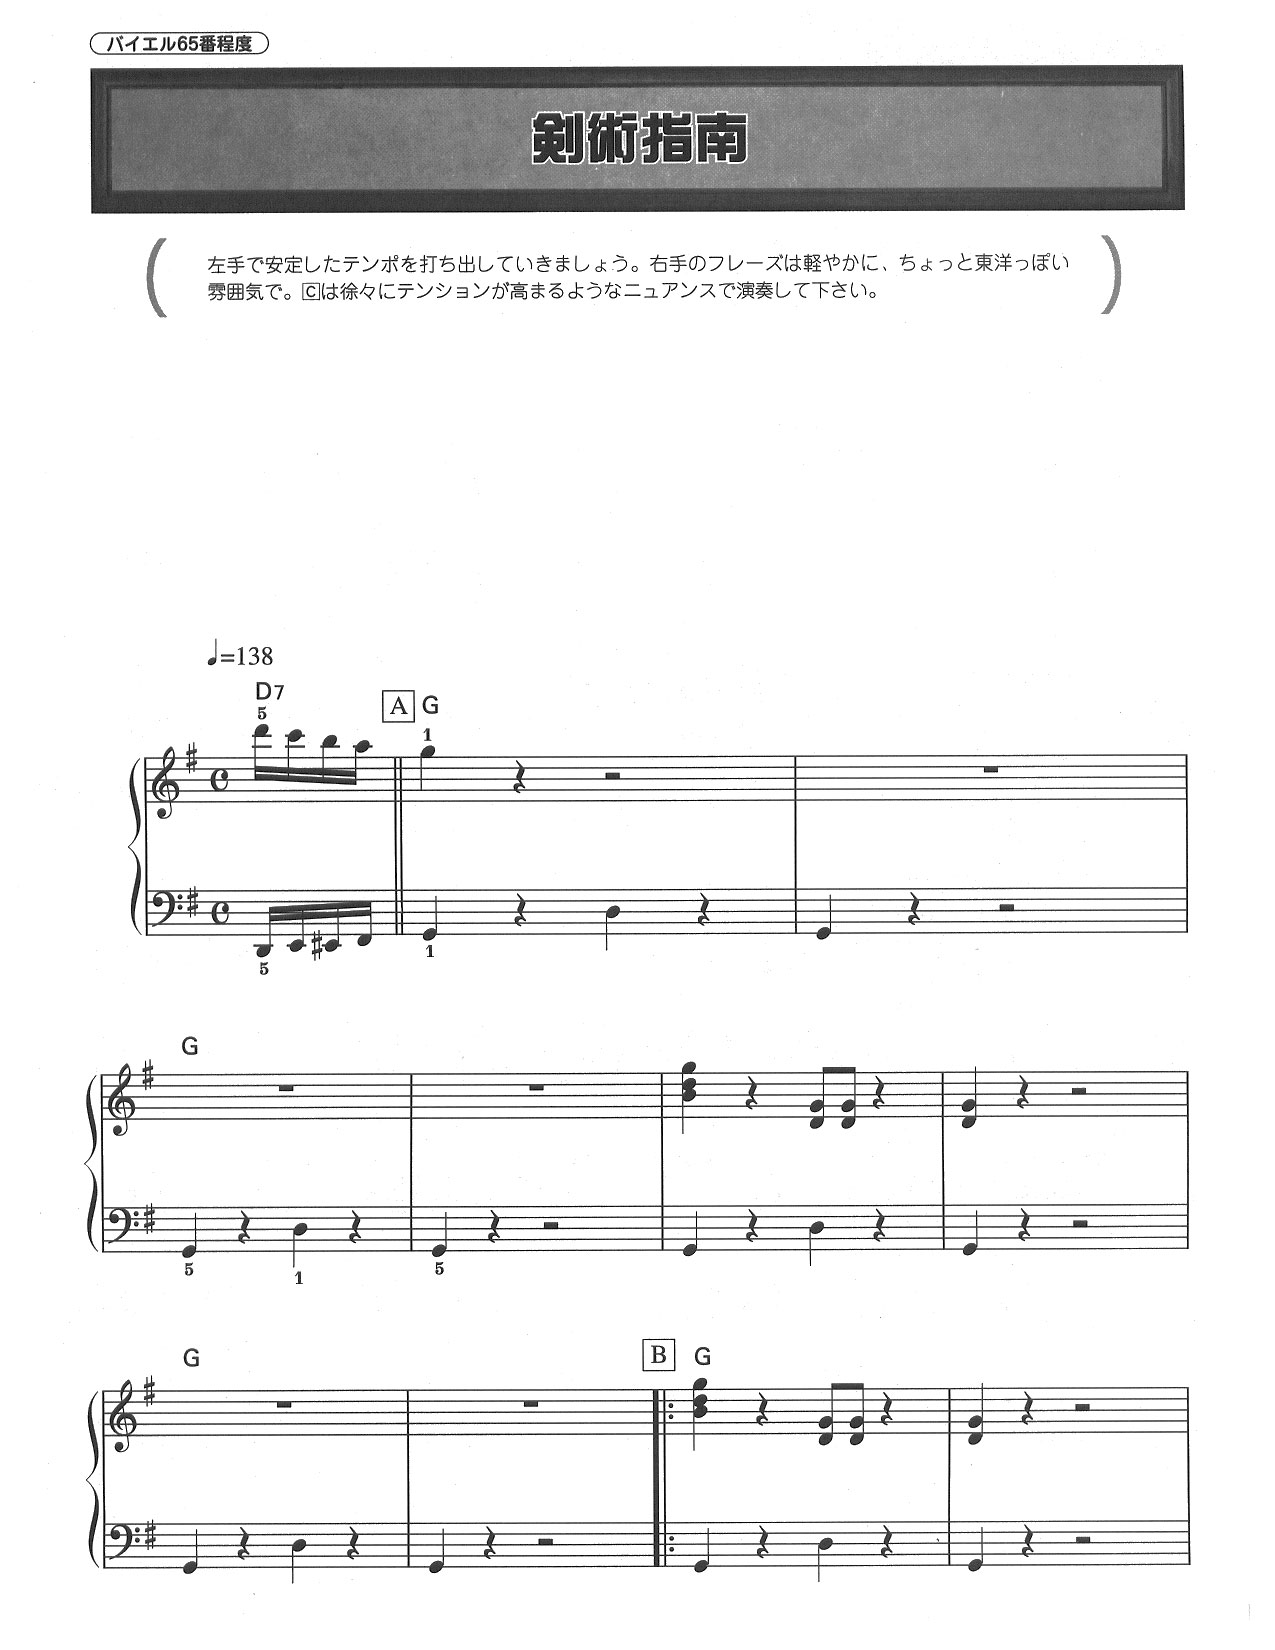 バイエル65番程度
剣術指南
左手で安定したテンポを打ち出していきましょう。右手のフレーズは軽やかに、ちょっと東洋っぽい
雰囲気で。Cは徐々にテンションが高まるようなニュアンスで演奏して下さい。
♩=138
D7
A G
5
1
5
1
G
5
1
5
G
B G